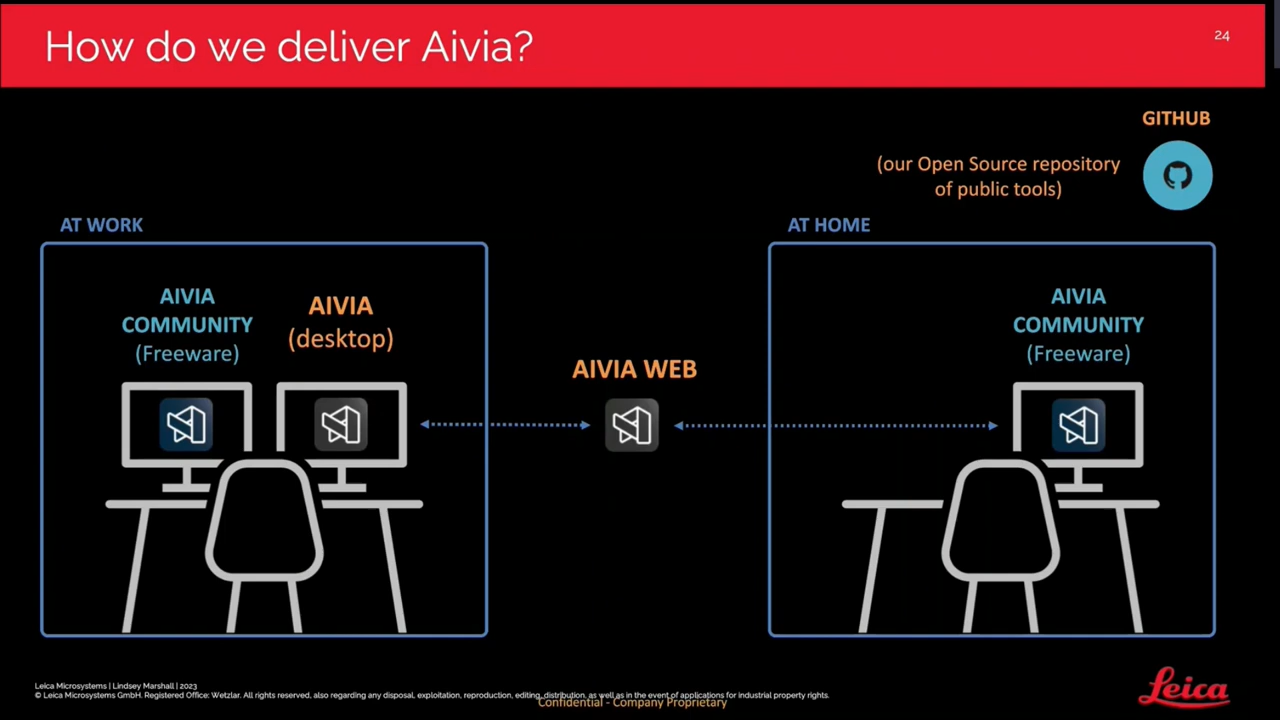 How do we deliver Aivia?
24
GITHUB
(our Open Source repository
of public tools)
AT WORK
AT HOME
AIVIA
COMMUNITY
(Freeware)
AIVIA
(desktop)
AIVIA WEB
AIVIA
COMMUNITY
(Freeware)
Leica Microsystems | Lindsey Marshall | 2023
© Leica Microsystems GmbH. Registered Office: Wetzlar. All rights reserved, also regarding any disposal, exploitation, reproduction, editing, distribution, as well as in the event of applications for industrial property rights.
Confidential - Company Proprietary
Leica